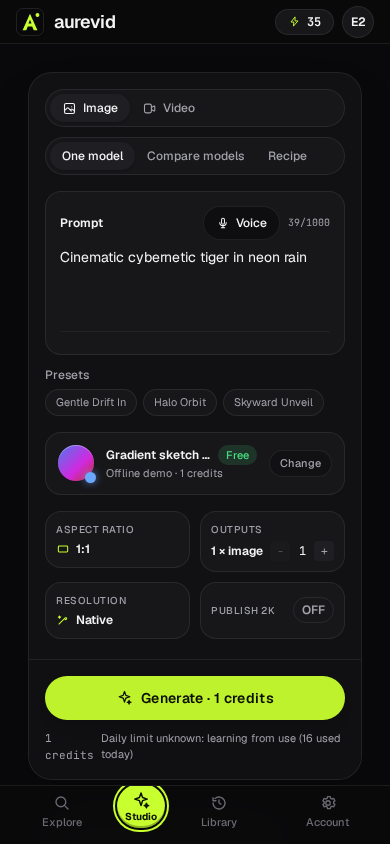 A aurevid
35
E2
Image
Video
One model
Compare models
Recipe
Prompt
Voice
39/1000
Cinematic cybernetic tiger in neon rain
Presets
Gentle Drift In
Halo Orbit
Skyward Unveil
Gradient sketch ...
Free
Offline demo · 1 credits
Change
ASPECT RATIO
1:1
OUTPUTS
1 × image
−
1
+
RESOLUTION
Native
PUBLISH 2K
OFF
Generate · 1 credits
1
credits
Daily limit unknown: learning from use (16 used
today)
Explore
Studio
Library
Account